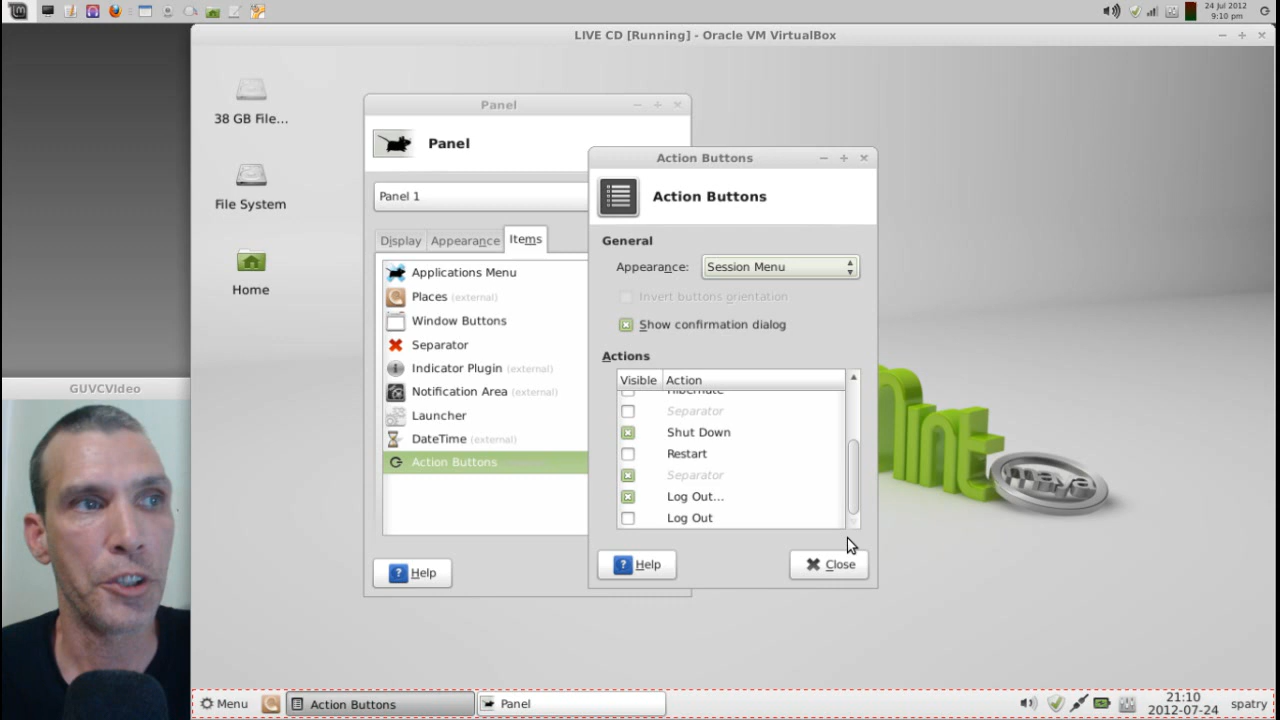 24 Jul 2012
9:10 pm
LIVE CD [Running] - Oracle VM VirtualBox
38 GB File...
File System
Home
Panel
Panel
Panel 1
Display
Appearance
Items
Applications Menu
Places (external)
Window Buttons
Separator
Indicator Plugin (external)
Notification Area (external)
Launcher
DateTime (external)
Action Buttons
Help
Action Buttons
Action Buttons
General
Appearance: Session Menu
Invert buttons orientation
Show confirmation dialog
Actions
Visible Action
Hibernate
Separator
Shut Down
Restart
Separator
Log Out...
Log Out
Help
Close
Mint
maya
GUVCVideo
Menu
Action Buttons
Panel
21:10
2012-07-24
spatry